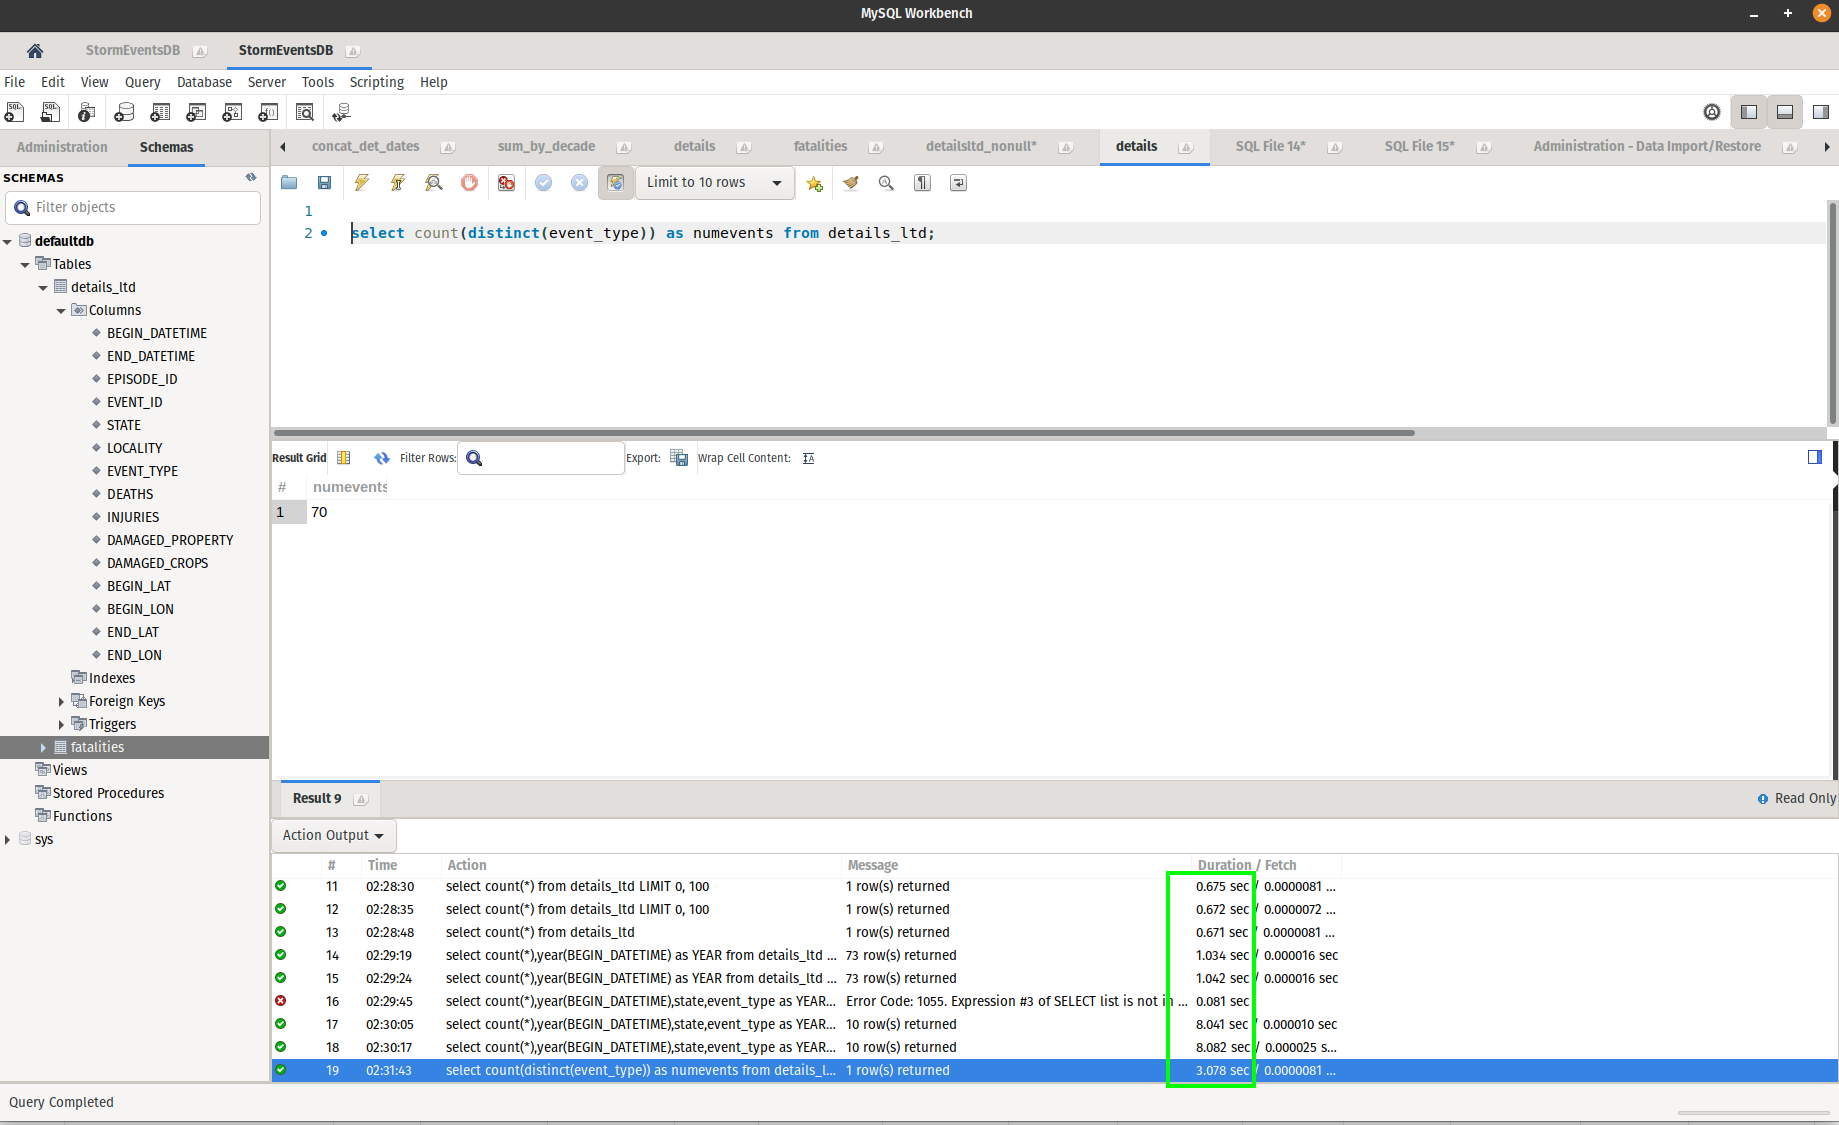 MySQL Workbench
StormEventsDB StormEventsDB
File Edit View Query Database Server Tools Scripting Help
Administration Schemas concat_det_dates sum_by_decade details fatalities detailsltd_nonull* details SQL File 14* SQL File 15* Administration - Data Import/Restore
SCHEMAS
Limit to 10 rows
Filter objects
1
2 select count(distinct(event_type)) as numevents from details_ltd;
defaultdb
Tables
details_ltd
Columns
BEGIN_DATETIME
END_DATETIME
EPISODE_ID
EVENT_ID
STATE
LOCALITY
EVENT_TYPE
DEATHS
INJURIES
DAMAGED_PROPERTY
DAMAGED_CROPS
BEGIN_LAT
BEGIN_LON
END_LAT
END_LON
Indexes
Foreign Keys
Triggers
fatalities
Views
Stored Procedures
Functions
sys
Result Grid Filter Rows: Export: Wrap Cell Content:
# numevents
1 70
Result 9 Read Only
Action Output
# Time Action Message Duration / Fetch
11 02:28:30 select count(*) from details_ltd LIMIT 0, 100 1 row(s) returned 0.675 sec / 0.0000081 ...
12 02:28:35 select count(*) from details_ltd LIMIT 0, 100 1 row(s) returned 0.672 sec / 0.0000072 ...
13 02:28:48 select count(*) from details_ltd 1 row(s) returned 0.671 sec / 0.0000081 ...
14 02:29:19 select count(*),year(BEGIN_DATETIME) as YEAR from details_ltd ... 73 row(s) returned 1.034 sec / 0.000016 sec
15 02:29:24 select count(*),year(BEGIN_DATETIME) as YEAR from details_ltd ... 73 row(s) returned 1.042 sec / 0.000016 sec
16 02:29:45 select count(*),year(BEGIN_DATETIME),state,event_type as YEAR... Error Code: 1055. Expression #3 of SELECT list is not in ... 0.081 sec
17 02:30:05 select count(*),year(BEGIN_DATETIME),state,event_type as YEAR... 10 row(s) returned 8.041 sec / 0.000010 sec
18 02:30:17 select count(*),year(BEGIN_DATETIME),state,event_type as YEAR... 10 row(s) returned 8.082 sec / 0.000025 s...
19 02:31:43 select count(distinct(event_type)) as numevents from details_l... 1 row(s) returned 3.078 sec / 0.0000081 ...
Query Completed